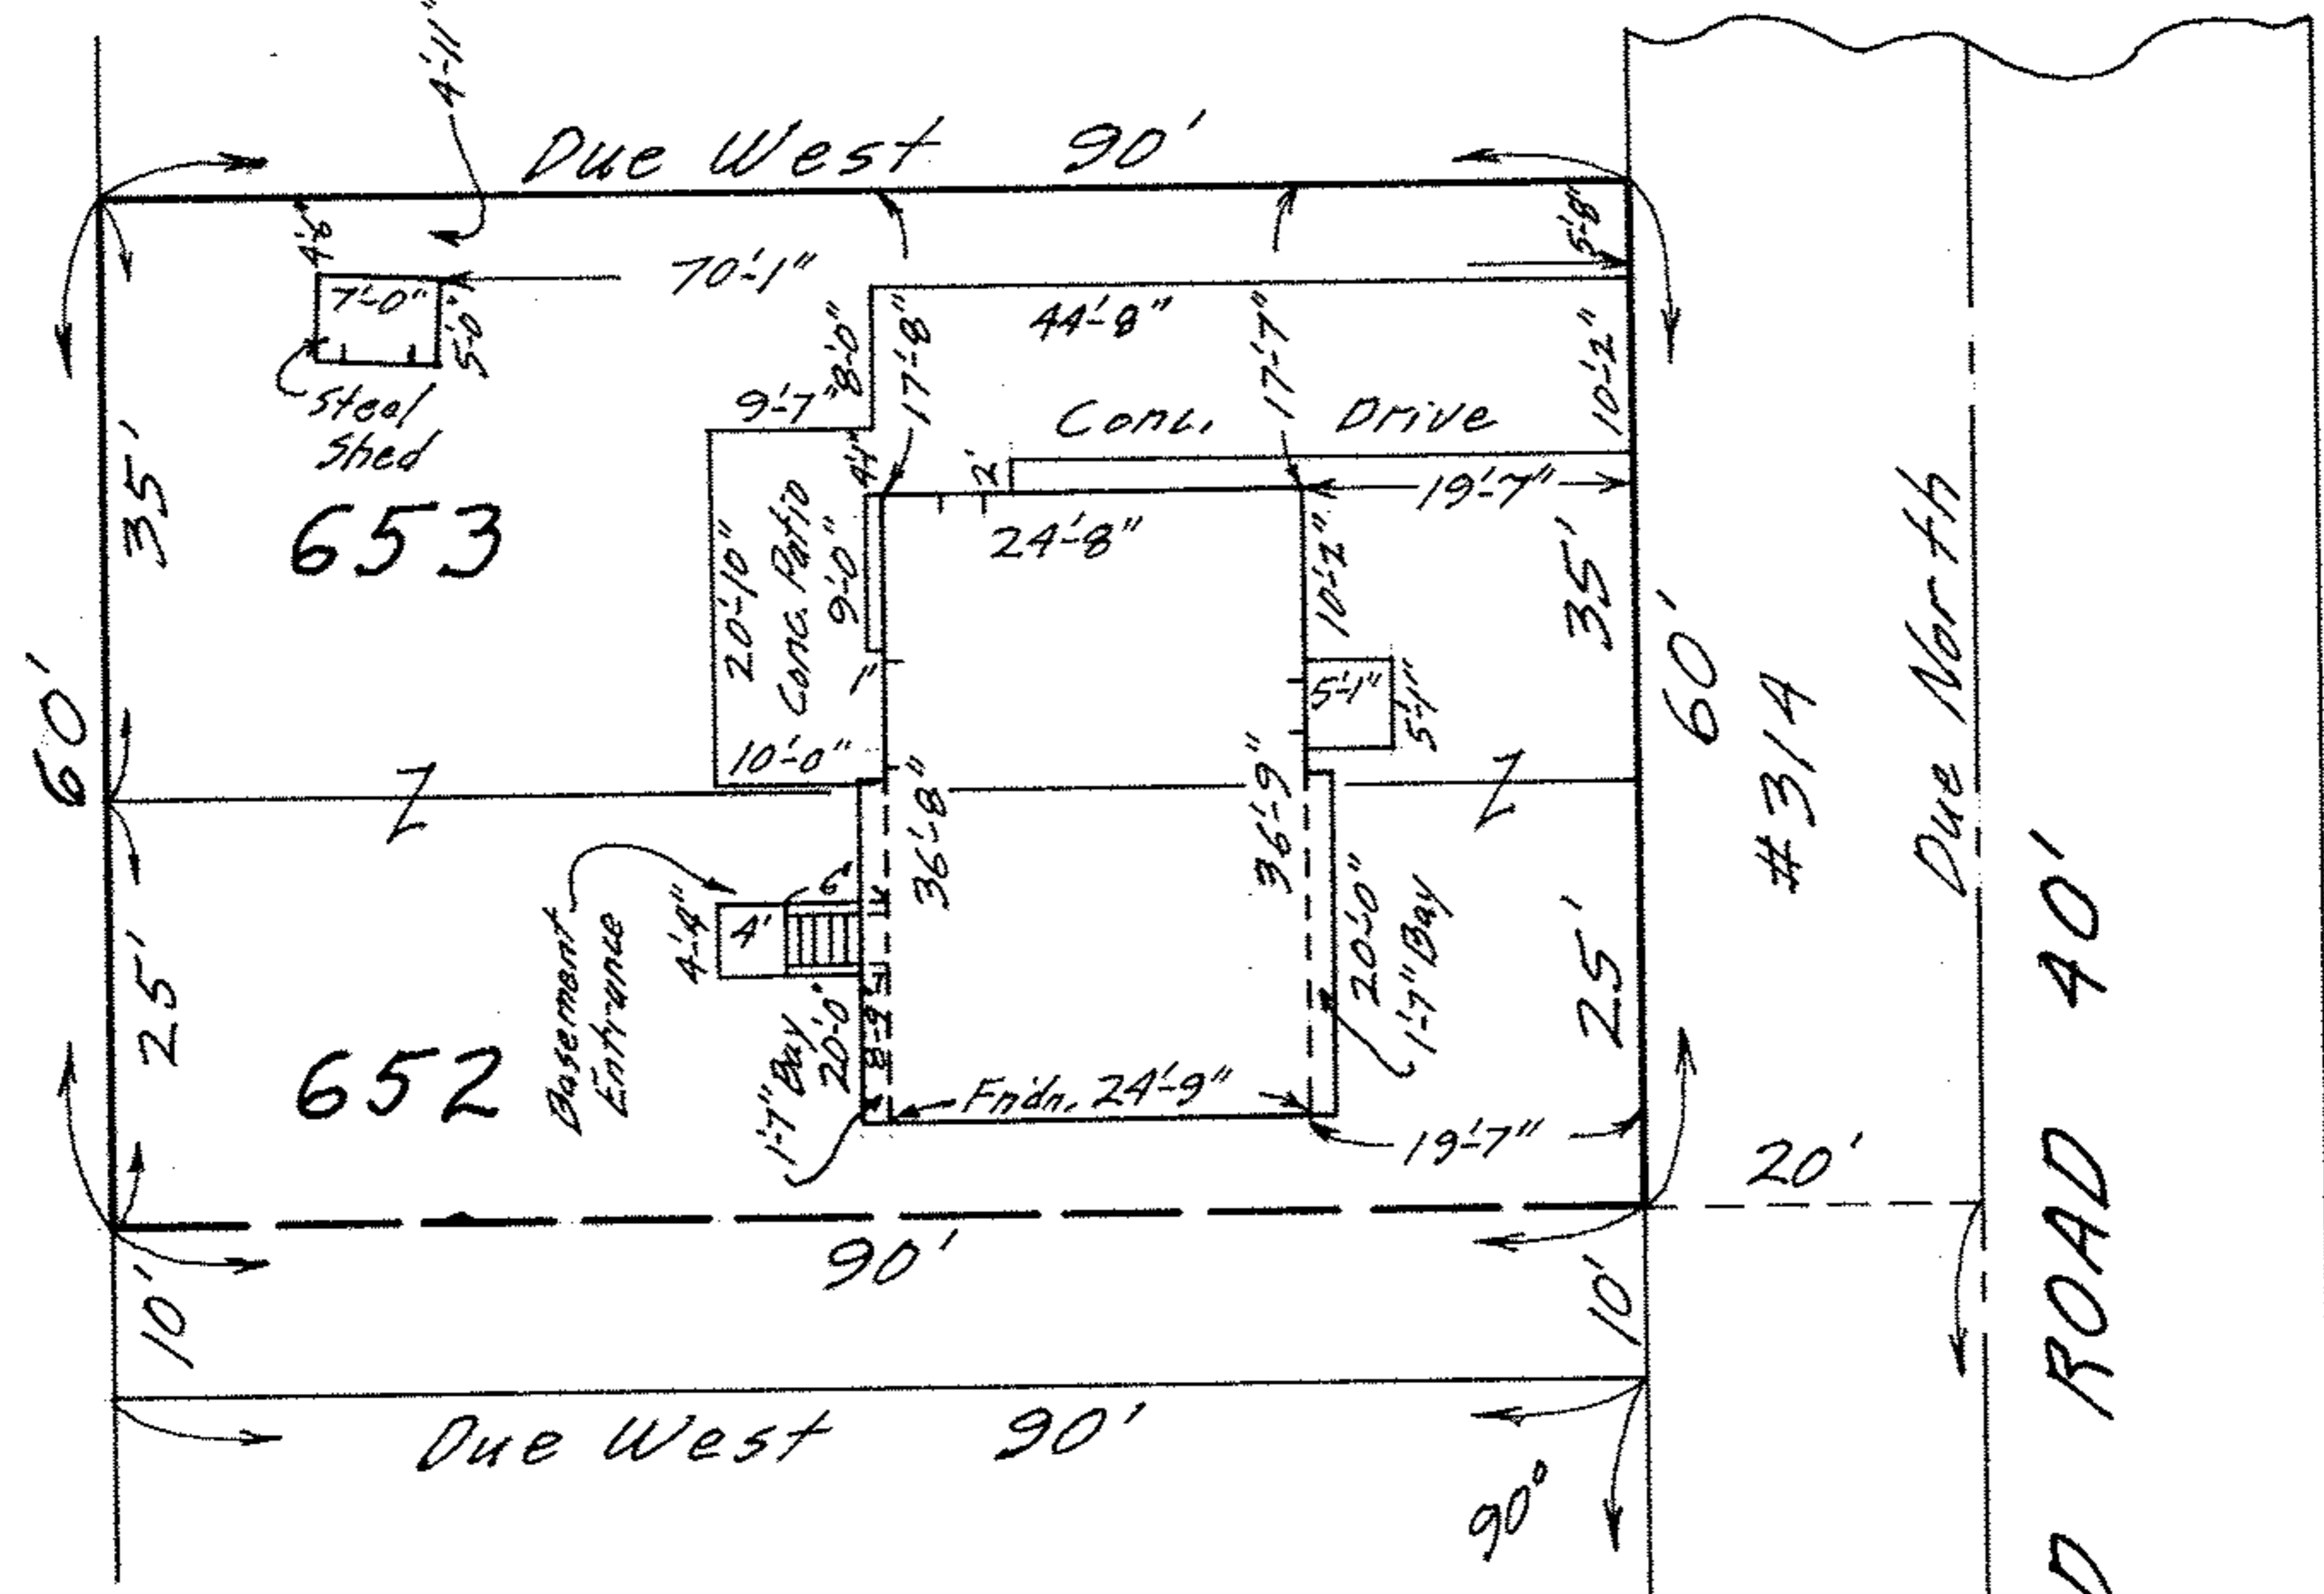 4'-11"
Due West 90'
4'-6"
5'-8"
7'-0"
5'-0"
70'-1"
Steel
Shed
8'-0"
17'-8"
44'-8"
17'-7"
10'-2"
9'-7"
Conc. Drive
4'-1"
2'
19'-7"
35'
653
20'-10"
Conc. Patio
9'-0"
24'-8"
10'-2"
35'
5'-1"
5'-1"
10'-0"
60'
Z
36'-8"
36'-9"
Z
60'
#314
Due North
Basement
Entrance
4'-4"
4'
6'
20'-0"
1'-7" Bay
25'
652
1'-7" Bay
20'-0"
Fndn. 24'-9"
25'
19'-7"
20'
ROAD 40'
90'
10'
10'
Due West 90'
90°
D